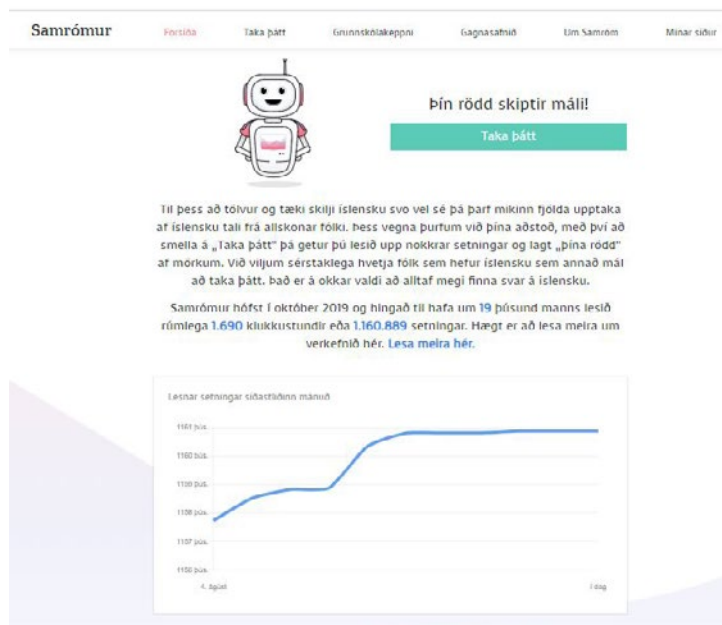 Samrómur Forsíða Taka þátt Grunnskólakeppni Gagnasafnið Um Samróm Mínar síður
Þín rödd skiptir máli!
Taka þátt
Til þess að tölvur og tæki skilji íslensku svo vel sé þá þarf mikinn fjölda upptaka
af íslensku tali frá allskonar fólki. Þess vegna þurfum við þína aðstoð, með því að
smella á „Taka þátt“ þá getur þú lesið upp nokkrar setningar og lagt „þína rödd“
af mörkum. Við viljum sérstaklega hvetja fólk sem hefur íslensku sem annað mál
að taka þátt. Það er á okkar valdi að alltaf megi finna svar á íslensku.
Samrómur hófst í október 2019 og hingað til hafa um 19 þúsund manns lesið
rúmlega 1.690 klukkustundir eða 1.160.889 setningar. Hægt er að lesa meira um
verkefnið hér. Lesa meira hér.
Lesnar setningar síðastliðinn mánuð
1161 þús.
1160 þús.
1159 þús.
1158 þús.
1157 þús.
1156 þús.
4. ágúst Í dag